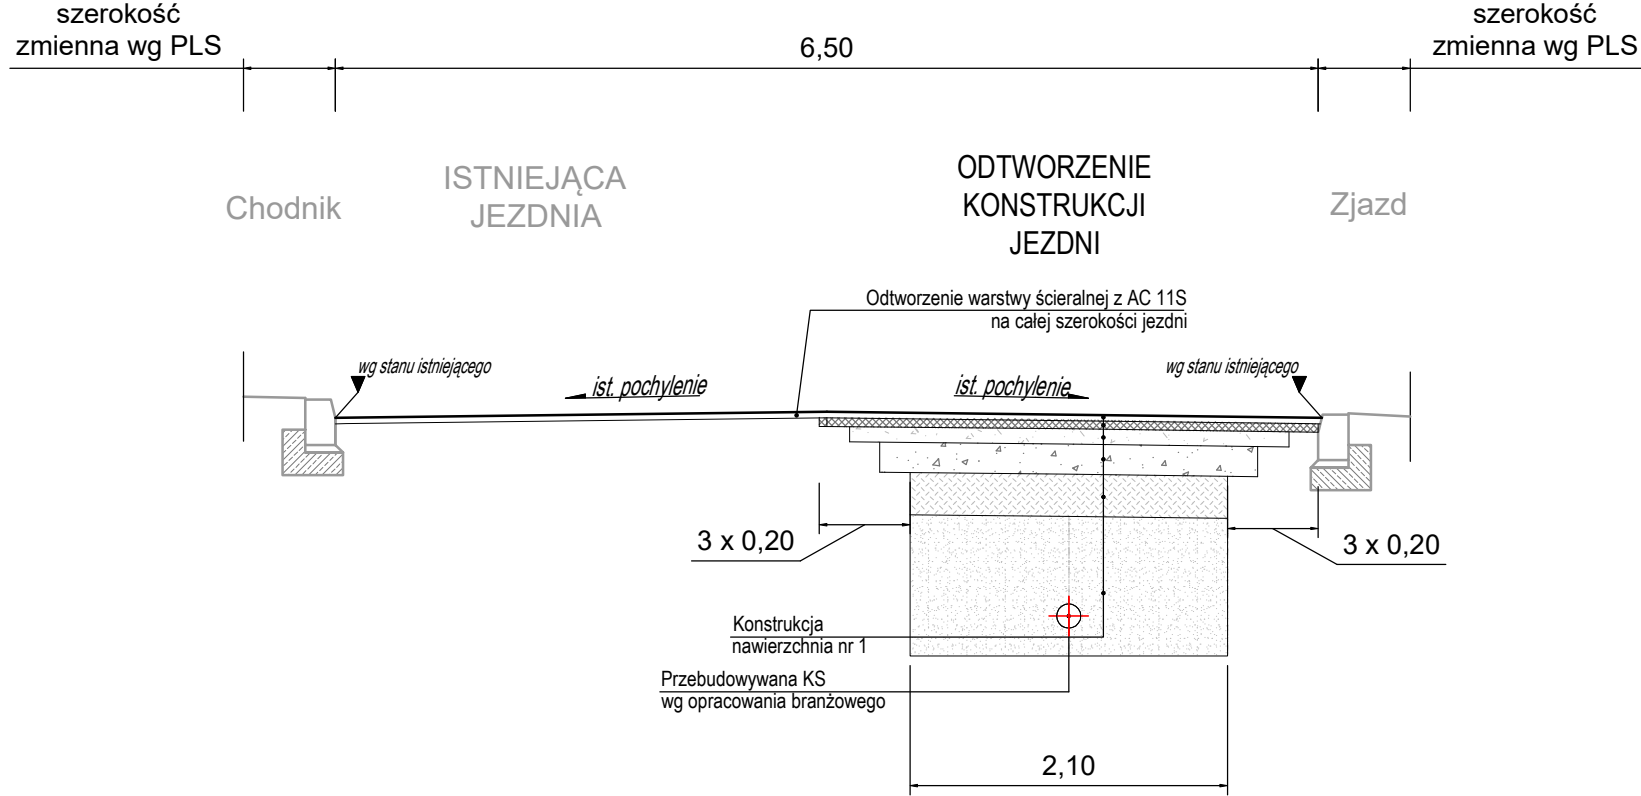 szerokość
zmienna wg PLS
6,50
szerokość
zmienna wg PLS
Chodnik
ISTNIEJĄCA
JEZDNIA
ODTWORZENIE
KONSTRUKCJI
JEZDNI
Zjazd
Odtworzenie warstwy ścieralnej z AC 11S
na całej szerokości jezdni
wg stanu istniejącego
ist. pochylenie
ist. pochylenie
wg stanu istniejącego
3 x 0,20
3 x 0,20
Konstrukcja
nawierzchnia nr 1
Przebudowywana KS
wg opracowania branżowego
2,10